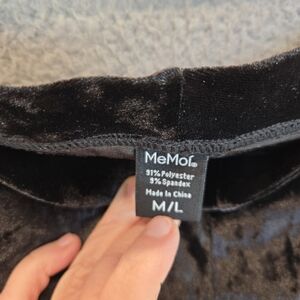 MeMoi®
91% Polyester
9% Spandex
Made in China
M/L